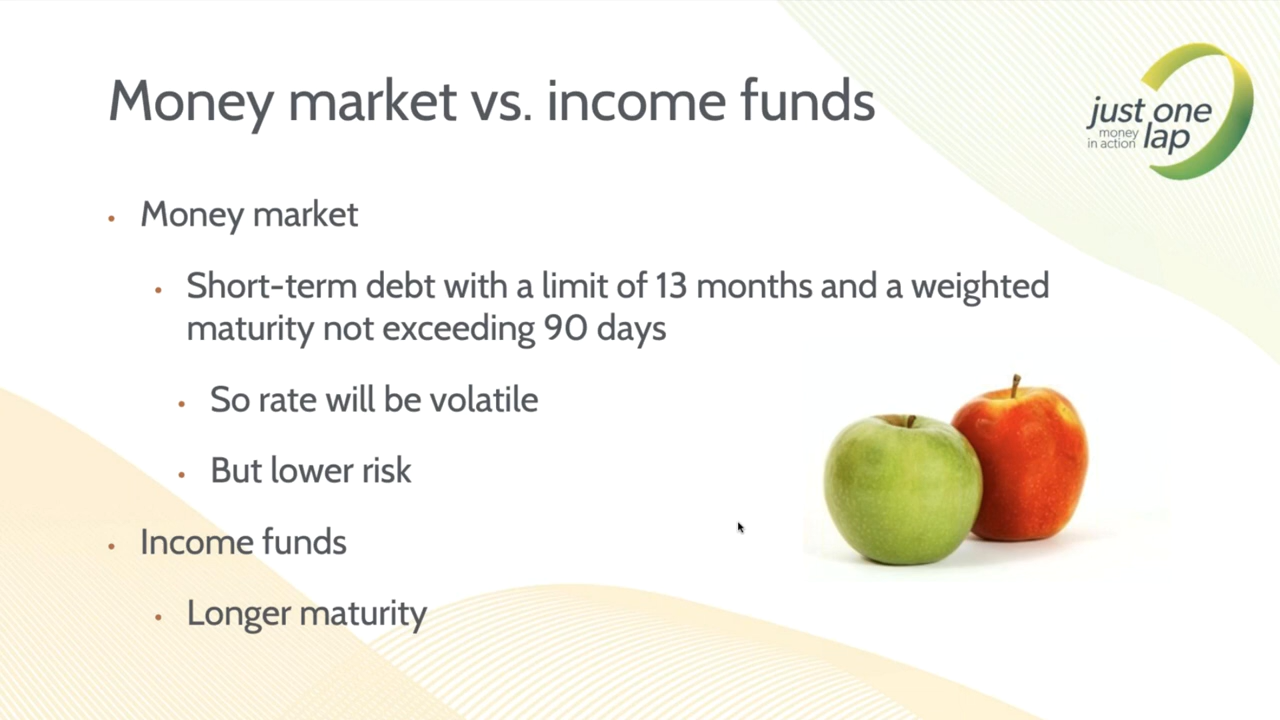 Money market vs. income funds
just one
money
in action lap
• Money market
• Short-term debt with a limit of 13 months and a weighted
maturity not exceeding 90 days
• So rate will be volatile
• But lower risk
• Income funds
• Longer maturity